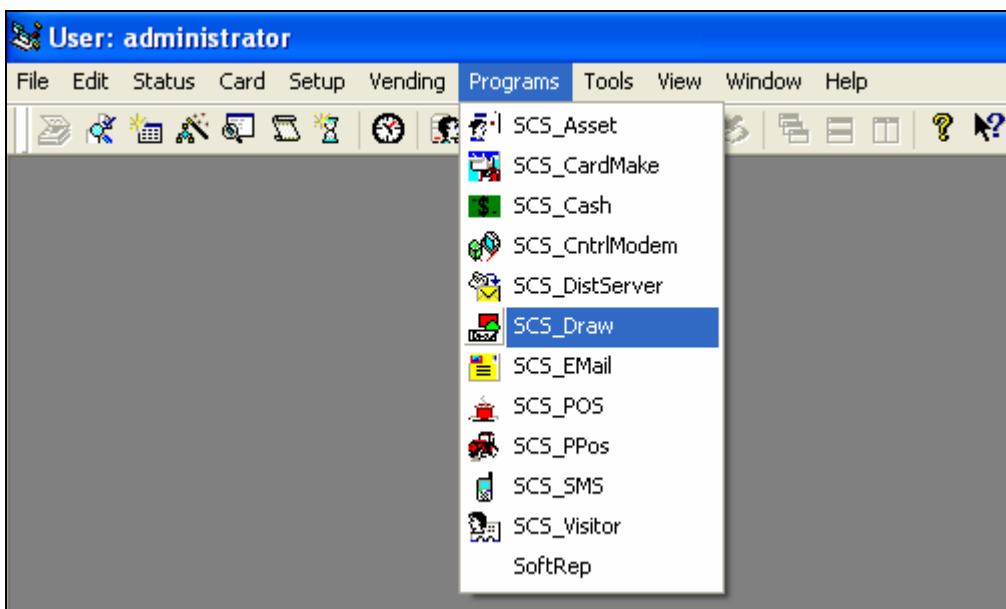 User: administrator
File Edit Status Card Setup Vending Programs Tools View Window Help
SCS_Asset
SCS_CardMake
SCS_Cash
SCS_CntrlModem
SCS_DistServer
SCS_Draw
SCS_EMail
SCS_POS
SCS_PPos
SCS_SMS
SCS_Visitor
SoftRep